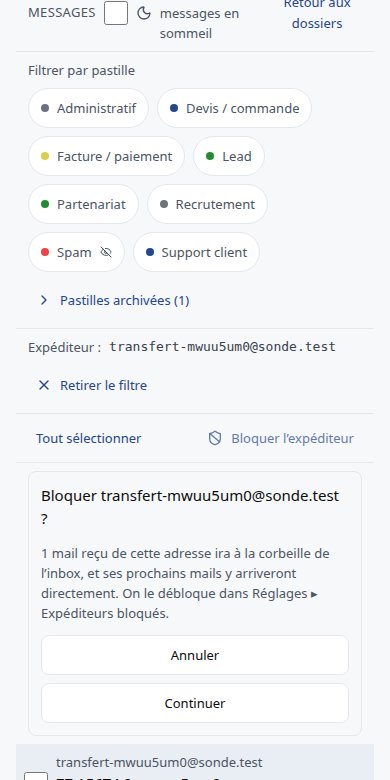 MESSAGES
messages en
sommeil
Retour aux
dossiers
Filtrer par pastille
Administratif
Devis / commande
Facture / paiement
Lead
Partenariat
Recrutement
Spam
Support client
Pastilles archivées (1)
Expéditeur : transfert-mwuu5um0@sonde.test
Retirer le filtre
Tout sélectionner
Bloquer l'expéditeur
Bloquer transfert-mwuu5um0@sonde.test
?
1 mail reçu de cette adresse ira à la corbeille de
l'inbox, et ses prochains mails y arriveront
directement. On le débloque dans Réglages ▸
Expéditeurs bloqués.
Annuler
Continuer
transfert-mwuu5um0@sonde.test